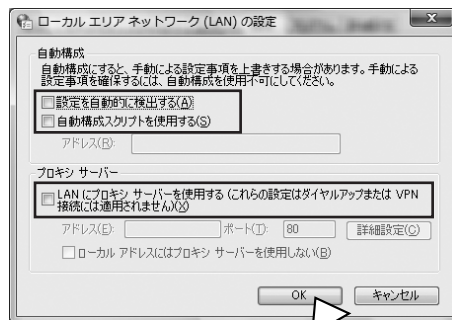 ローカル エリア ネットワーク (LAN) の設定
自動構成
自動構成にすると、手動による設定事項を上書きする場合があります。手動による
設定事項を確保するには、自動構成を使用不可にしてください。
設定を自動的に検出する(A)
自動構成スクリプトを使用する(S)
アドレス(R):
プロキシ サーバー
LAN にプロキシ サーバーを使用する (これらの設定はダイヤルアップまたは VPN
接続には適用されません)(X)
アドレス(E): ポート(T): 80 詳細設定(C)
ローカル アドレスにはプロキシ サーバーを使用しない(B)
OK キャンセル